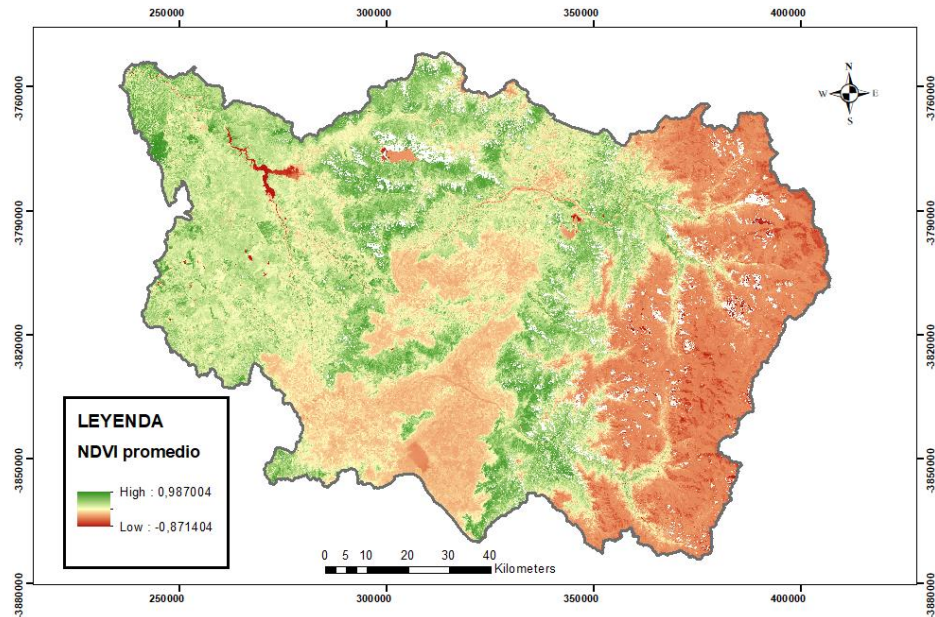 250000 300000 350000 400000
-3760000 -3760000
-3790000 -3790000
-3820000 -3820000
-3850000 -3850000
-3880000 -3880000
N
W E
S
LEYENDA
NDVI promedio
High : 0,987004
Low : -0,871404
0 5 10 20 30 40
Kilometers
250000 300000 350000 400000